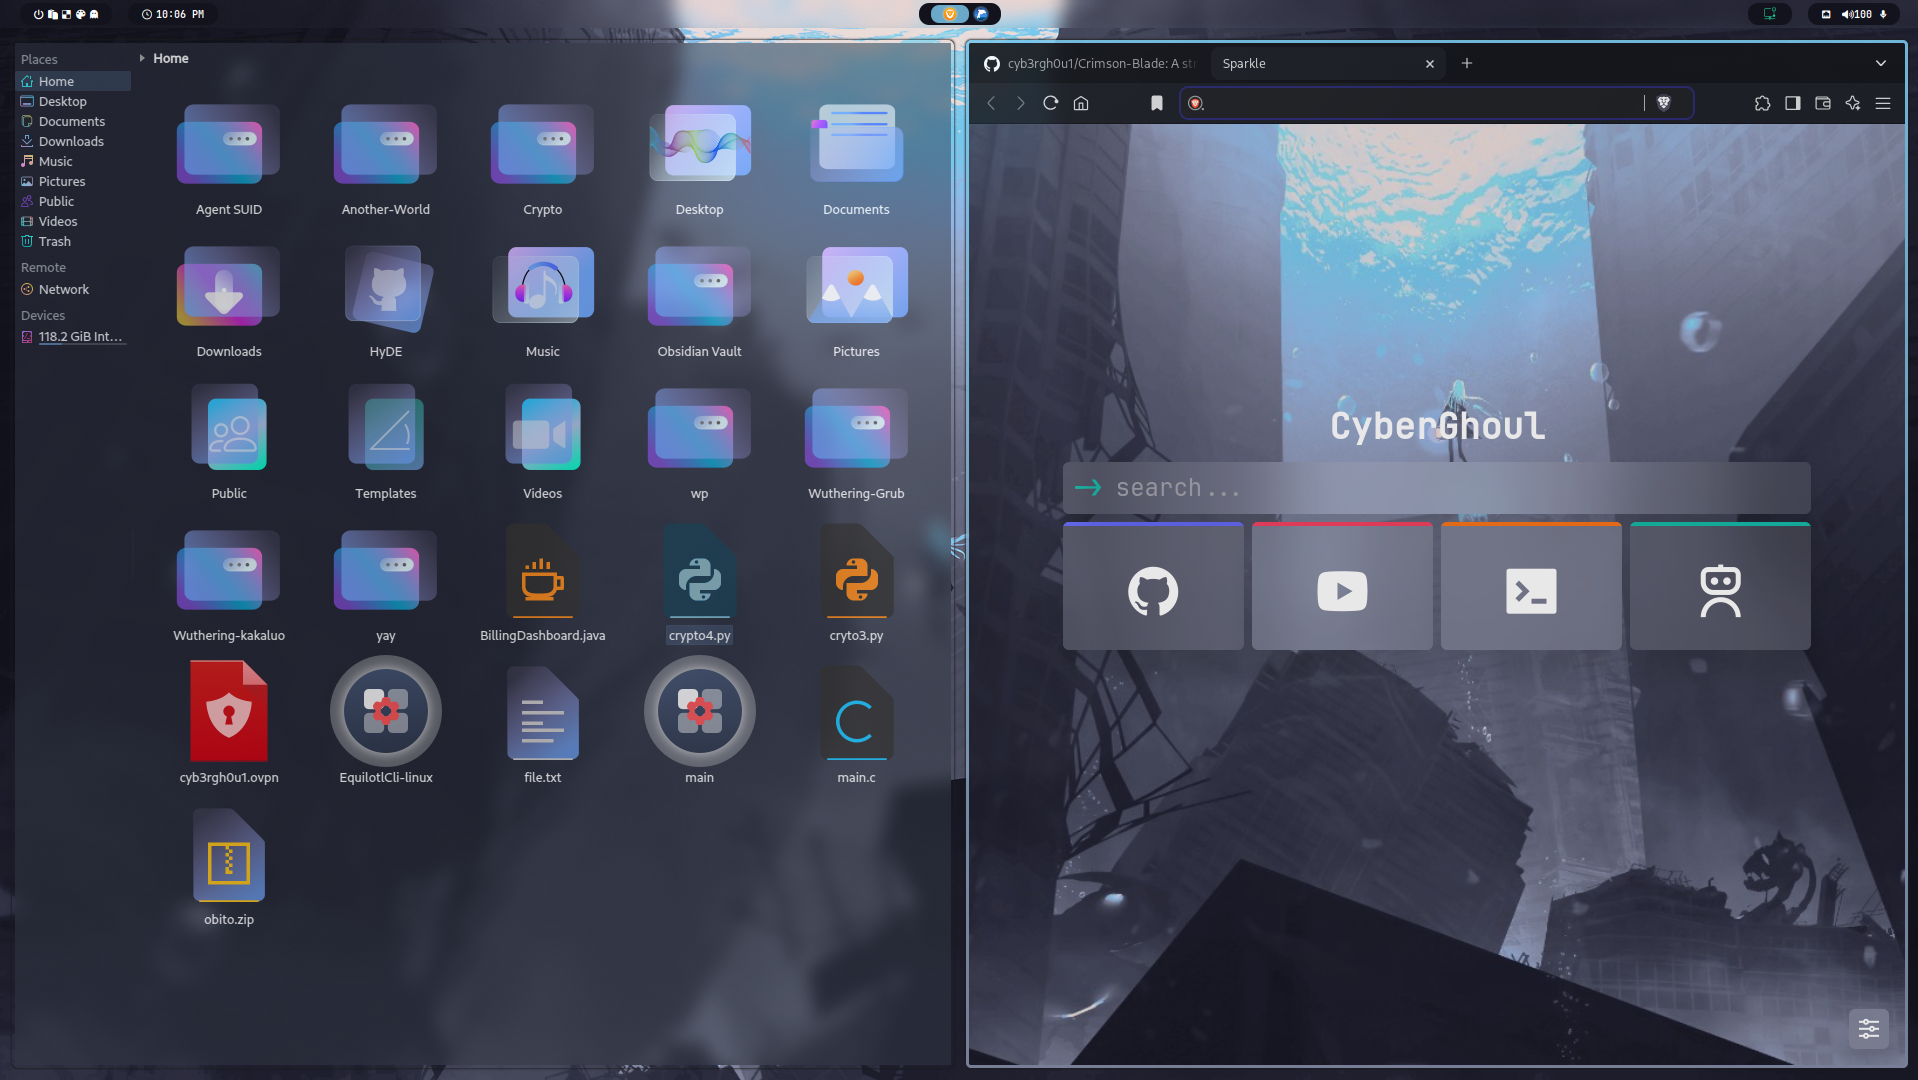 10:06 PM
100
Places
Home
Desktop
Documents
Downloads
Music
Pictures
Public
Videos
Trash
Remote
Network
Devices
118.2 GiB Int...
Home
Agent SUID
Another-World
Crypto
Desktop
Documents
Downloads
HyDE
Music
Obsidian Vault
Pictures
Public
Templates
Videos
wp
Wuthering-Grub
Wuthering-kakaluo
yay
BillingDashboard.java
crypto4.py
cryto3.py
cyb3rgh0u1.ovpn
EquilotlCli-linux
file.txt
main
main.c
obito.zip
cyb3rgh0u1/Crimson-Blade: A str
Sparkle
CyberGhoul
search...